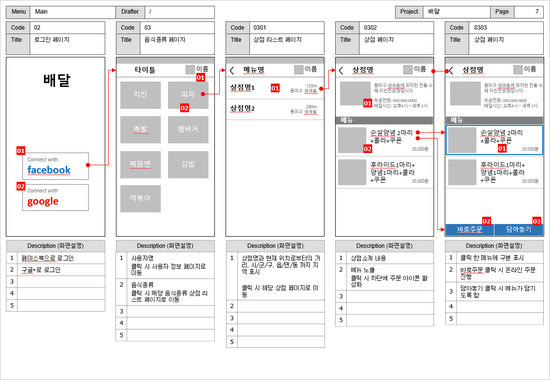 Menu Main Drafter / Project 배달 Page 7
Code 02
Title 로그인 페이지
배달
01
Connect with
facebook
02
Connect with
google
Description (화면설명)
1 페이스북으로 로그인
2 구글+로 로그인
3
4
5
Code 03
Title 음식종류 페이지
타이틀 이름
01
치킨 피자
02
족발 햄버거
짜장면 김밥
떡볶이
Description (화면설명)
1 사용자명
클릭 시 사용자 정보 페이지로
이동
2 음식종류
클릭 시 해당 음식종류 상점 리
스트 페이지로 이동
3
4
5
Code 0301
Title 상점 리스트 페이지
메뉴명 이름
상점명1 01 120m
상점명2 280m
Description (화면설명)
1 상점명과 현재 위치로부터의 거
리, 시/군/구, 읍/면/동 까지 지
역 표시
클릭 시 해당 상점 페이지로 이
동
2
3
4
5
Code 0302
Title 상점 페이지
상점명 이름
01
메뉴
순살양념 2마리
+콜라+쿠폰
02 20,000원
후라이드1마리+
양념1마리+콜라
+쿠폰 20,000원
Description (화면설명)
1 상점소개 내용
2 메뉴 노출
클릭 시 하단에 주문 아이콘 활
성화
3
4
5
Code 0303
Title 상점 페이지
상점명 이름
메뉴
순살양념 2마리
+콜라+쿠폰
01 20,000원
후라이드1마리+
양념1마리+콜라
+쿠폰 20,000원
02 03
바로주문 담아놓기
Description (화면설명)
1 클릭 한 메뉴에 구분 표시
2 바로주문 클릭 시 온라인 주문
진행
3 담아놓기 클릭 시 메뉴가 담기
도록 함
4
5